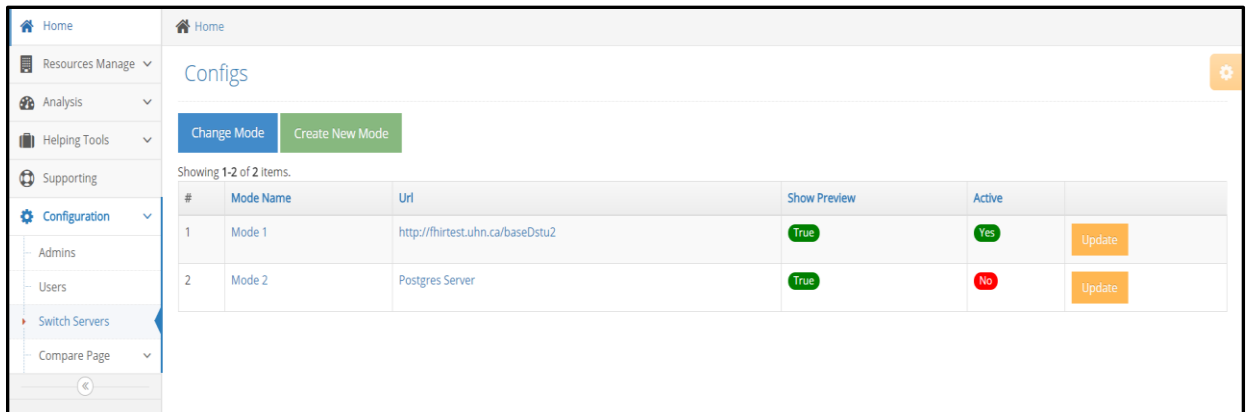 Home
Resources Manage
Analysis
Helping Tools
Supporting
Configuration
Admins
Users
Switch Servers
Compare Page
Home
Configs
Change Mode
Create New Mode
Showing 1-2 of 2 items.
# Mode Name Url Show Preview Active
1 Mode 1 http://fhirtest.uhn.ca/baseDstu2 True Yes Update
2 Mode 2 Postgres Server True No Update